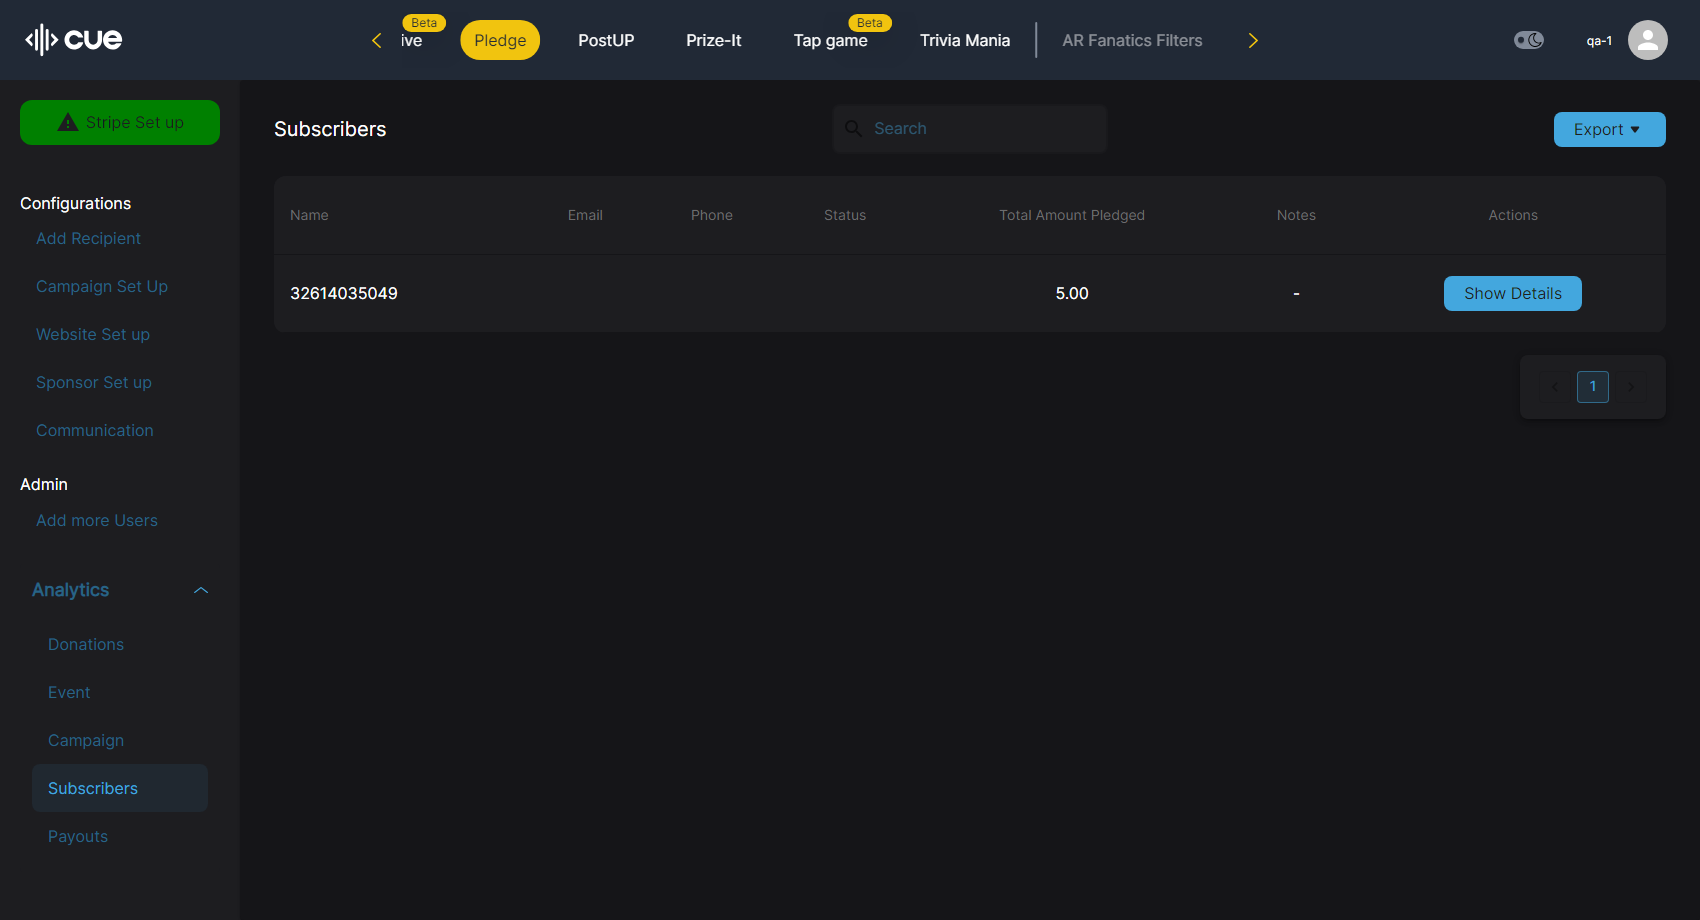 cue
Beta
ive
Pledge
PostUP
Prize-It
Beta
Tap game
Trivia Mania
AR Fanatics Filters
qa-1
Stripe Set up
Configurations
Add Recipient
Campaign Set Up
Website Set up
Sponsor Set up
Communication
Admin
Add more Users
Analytics
Donations
Event
Campaign
Subscribers
Payouts
Subscribers
Search
Export
Name Email Phone Status Total Amount Pledged Notes Actions
32614035049 5.00 - Show Details
1